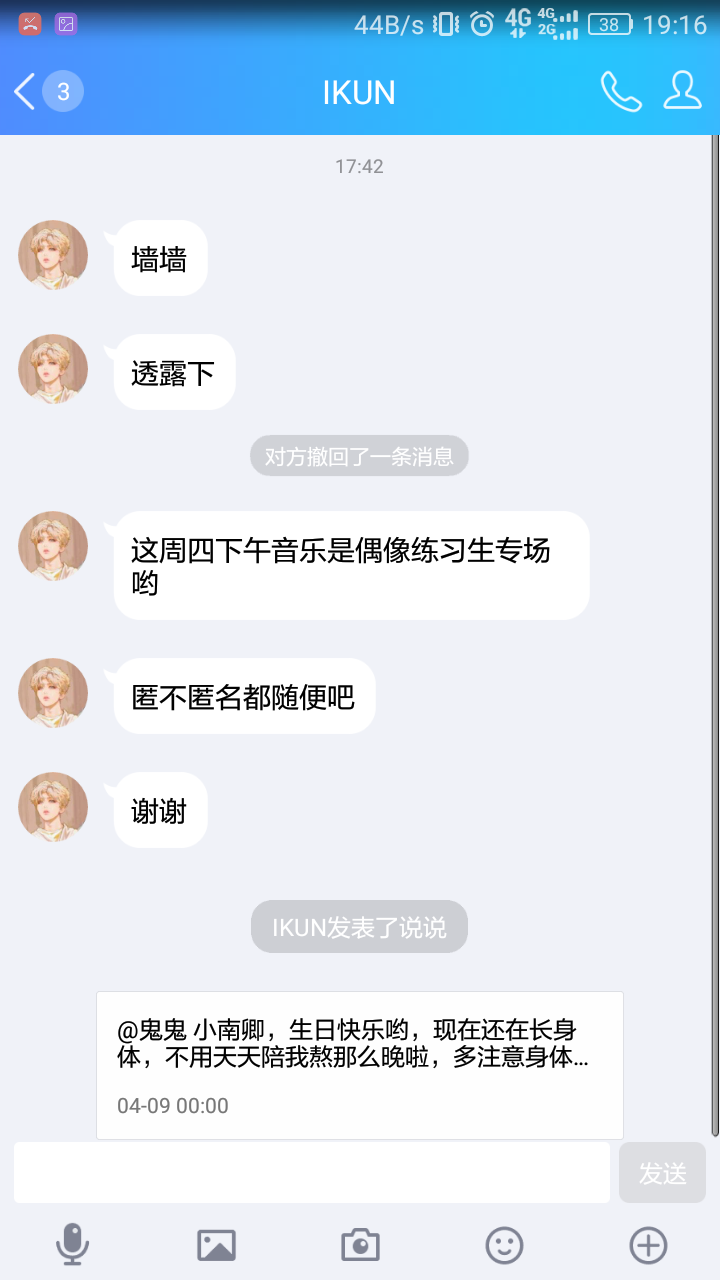 44B/s 4G 4G 2G 38 19:16
3 IKUN
17:42
墙墙
透露下
对方撤回了一条消息
这周四下午音乐是偶像练习生专场
哟
匿不匿名都随便吧
谢谢
IKUN发表了说说
@鬼鬼 小南卿，生日快乐哟，现在还在长身
体，不用天天陪我熬那么晚啦，多注意身体...
04-09 00:00
发送